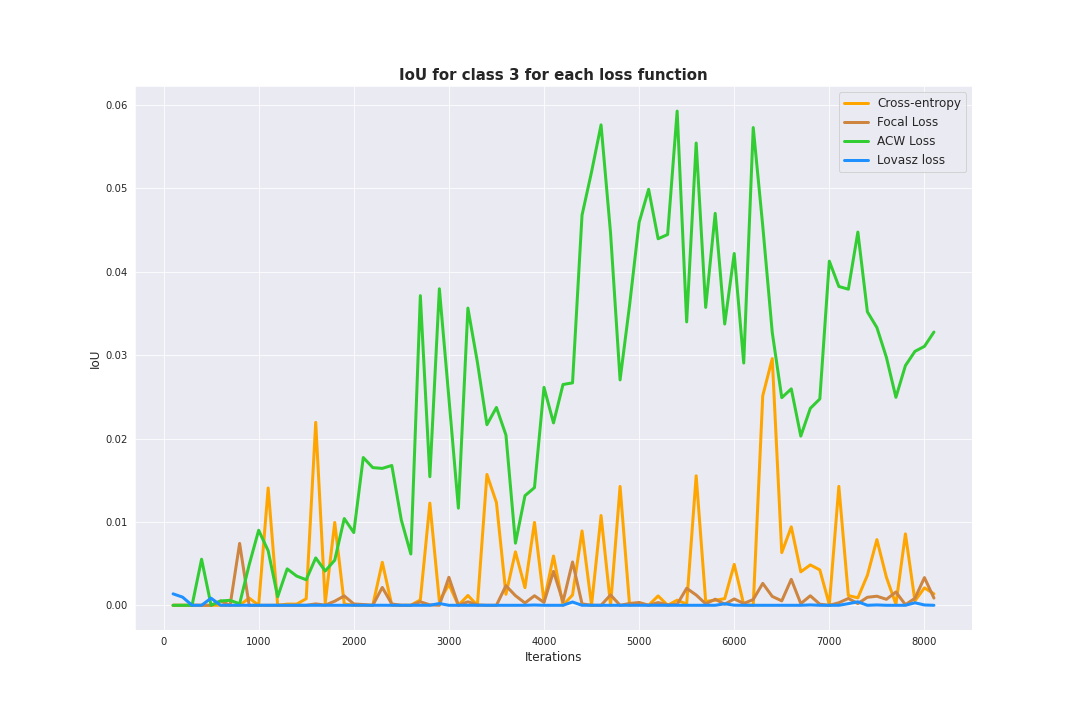 IoU for class 3 for each loss function
Cross-entropy
Focal Loss
ACW Loss
Lovasz loss
0.06
0.05
0.04
0.03
0.02
0.01
0.00
IoU
0 1000 2000 3000 4000 5000 6000 7000 8000
Iterations